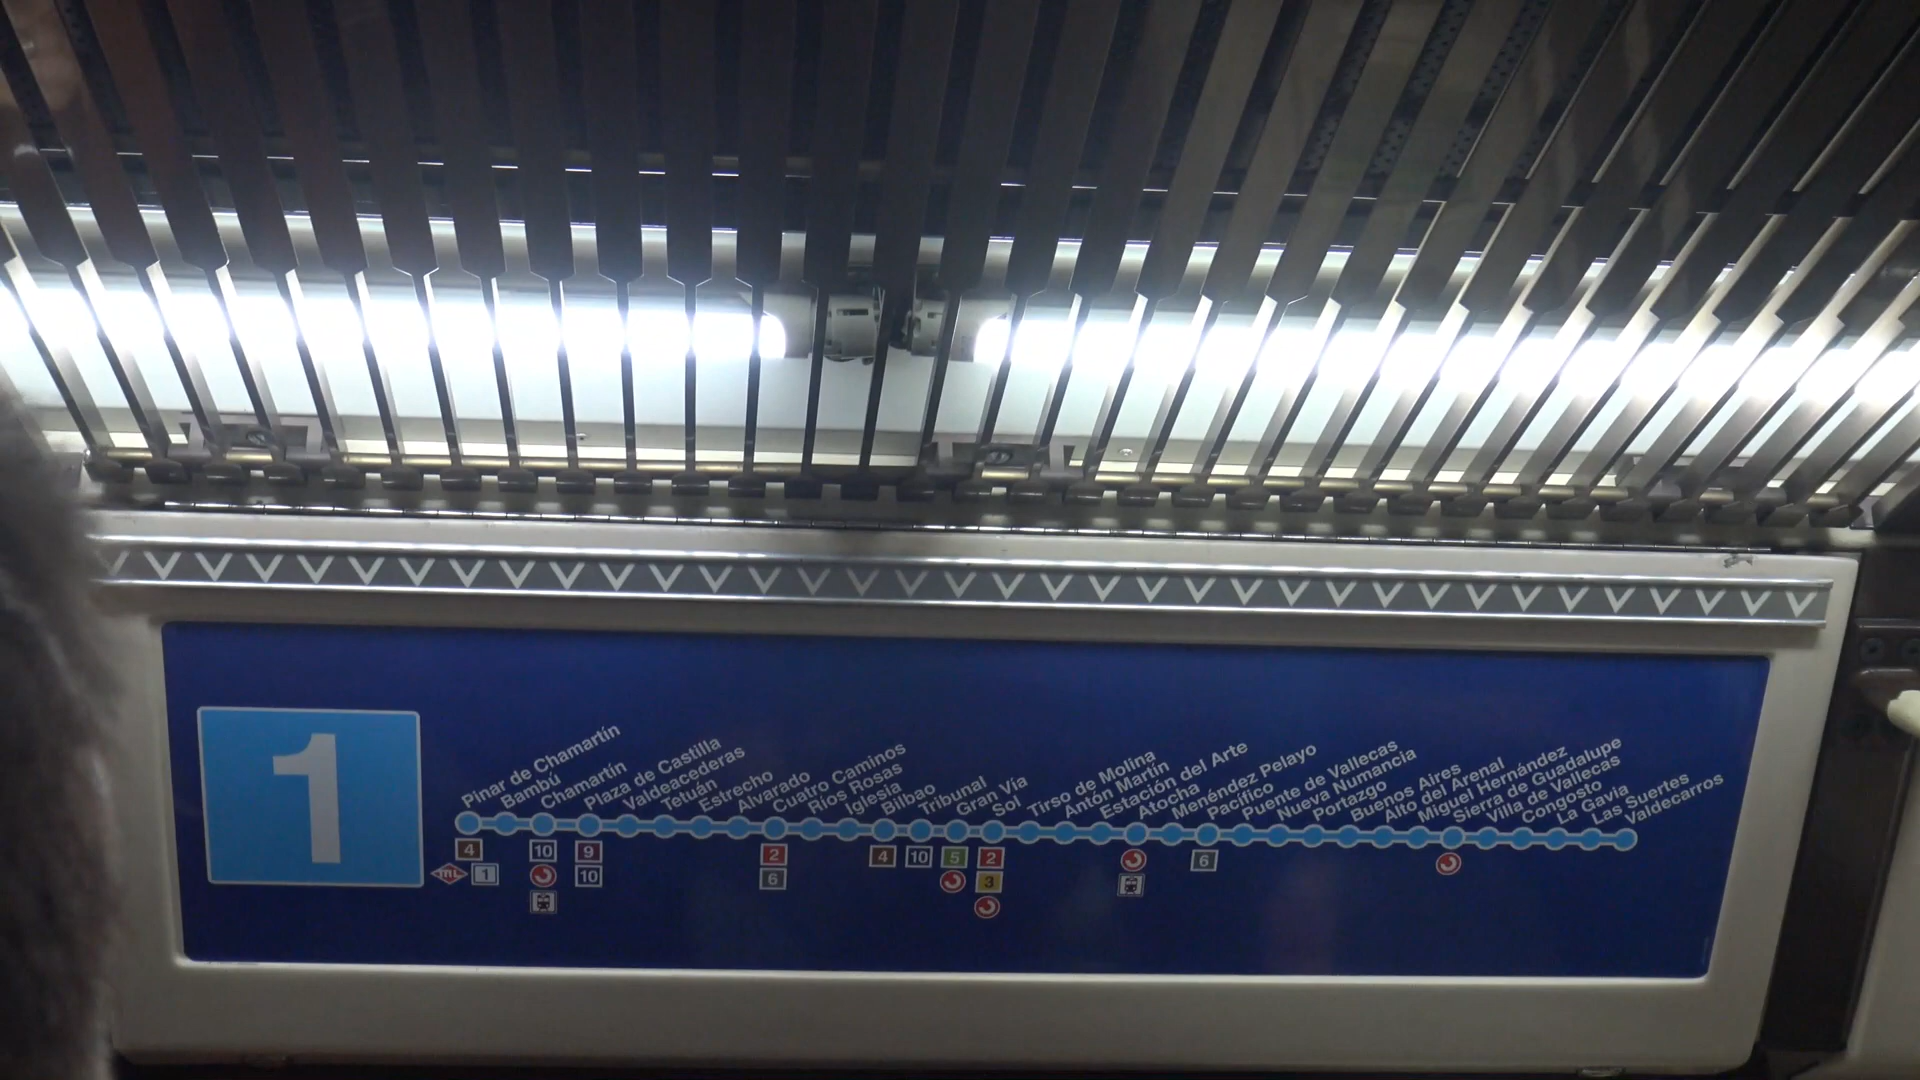 1
Pinar de Chamartín
Bambú
Chamartín
Plaza de Castilla
Valdeacederas
Tetuán
Estrecho
Alvarado
Cuatro Caminos
Ríos Rosas
Iglesia
Bilbao
Tribunal
Gran Vía
Sol
Tirso de Molina
Antón Martín
Estación del Arte
Atocha
Menéndez Pelayo
Pacífico
Puente de Vallecas
Nueva Numancia
Portazgo
Buenos Aires
Alto del Arenal
Miguel Hernández
Sierra de Guadalupe
Villa de Vallecas
Congosto
La Gavia
Las Suertes
Valdecarros
4 10 9 2 4 10 5 2 6
ML 1 10 6 3